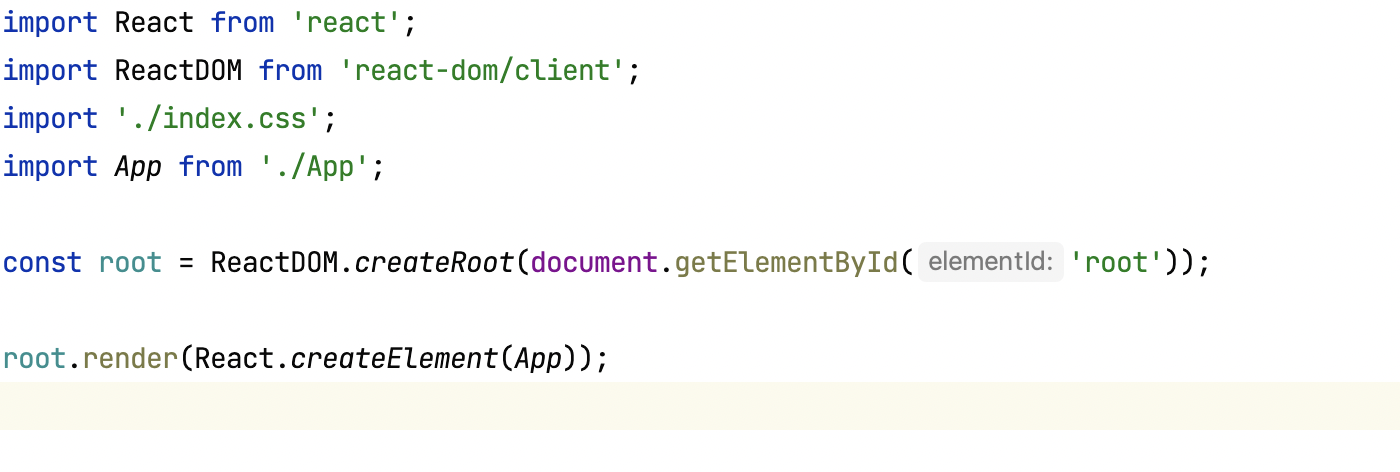 import React from 'react';
import ReactDOM from 'react-dom/client';
import './index.css';
import App from './App';
const root = ReactDOM.createRoot(document.getElementById( elementId: 'root'));
root.render(React.createElement(App));